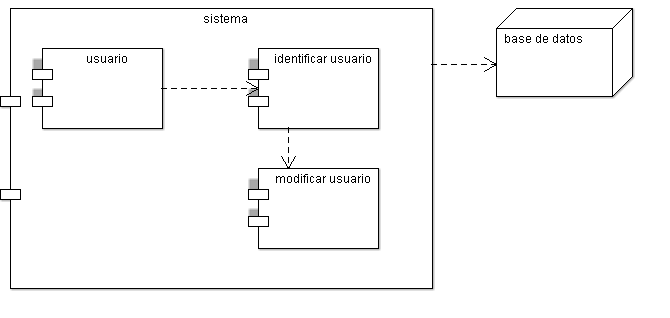 sistema
base de datos
usuario
identificar usuario
modificar usuario